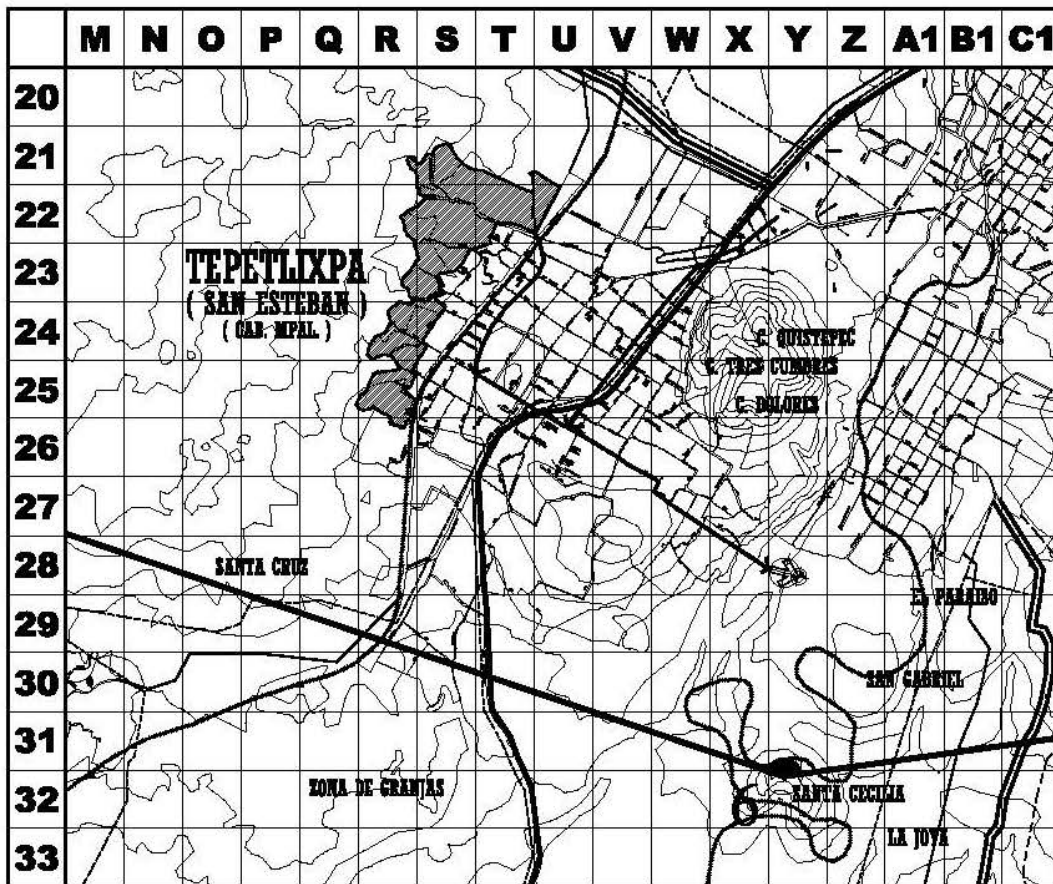 M N O P Q R S T U V W X Y Z A1 B1 C1
20
21
22
23
24
25
26
27
28
29
30
31
32
33
TEPETLIXPA
( SAN ESTEBAN )
( CAB. MPAL. )
C. QUISTEPEC
C. TRES CUMBRES
C. DOLORES
SANTA CRUZ
EL PARAISO
SAN GABRIEL
ZONA DE GRANJAS
SANTA CECILIA
LA JOYA